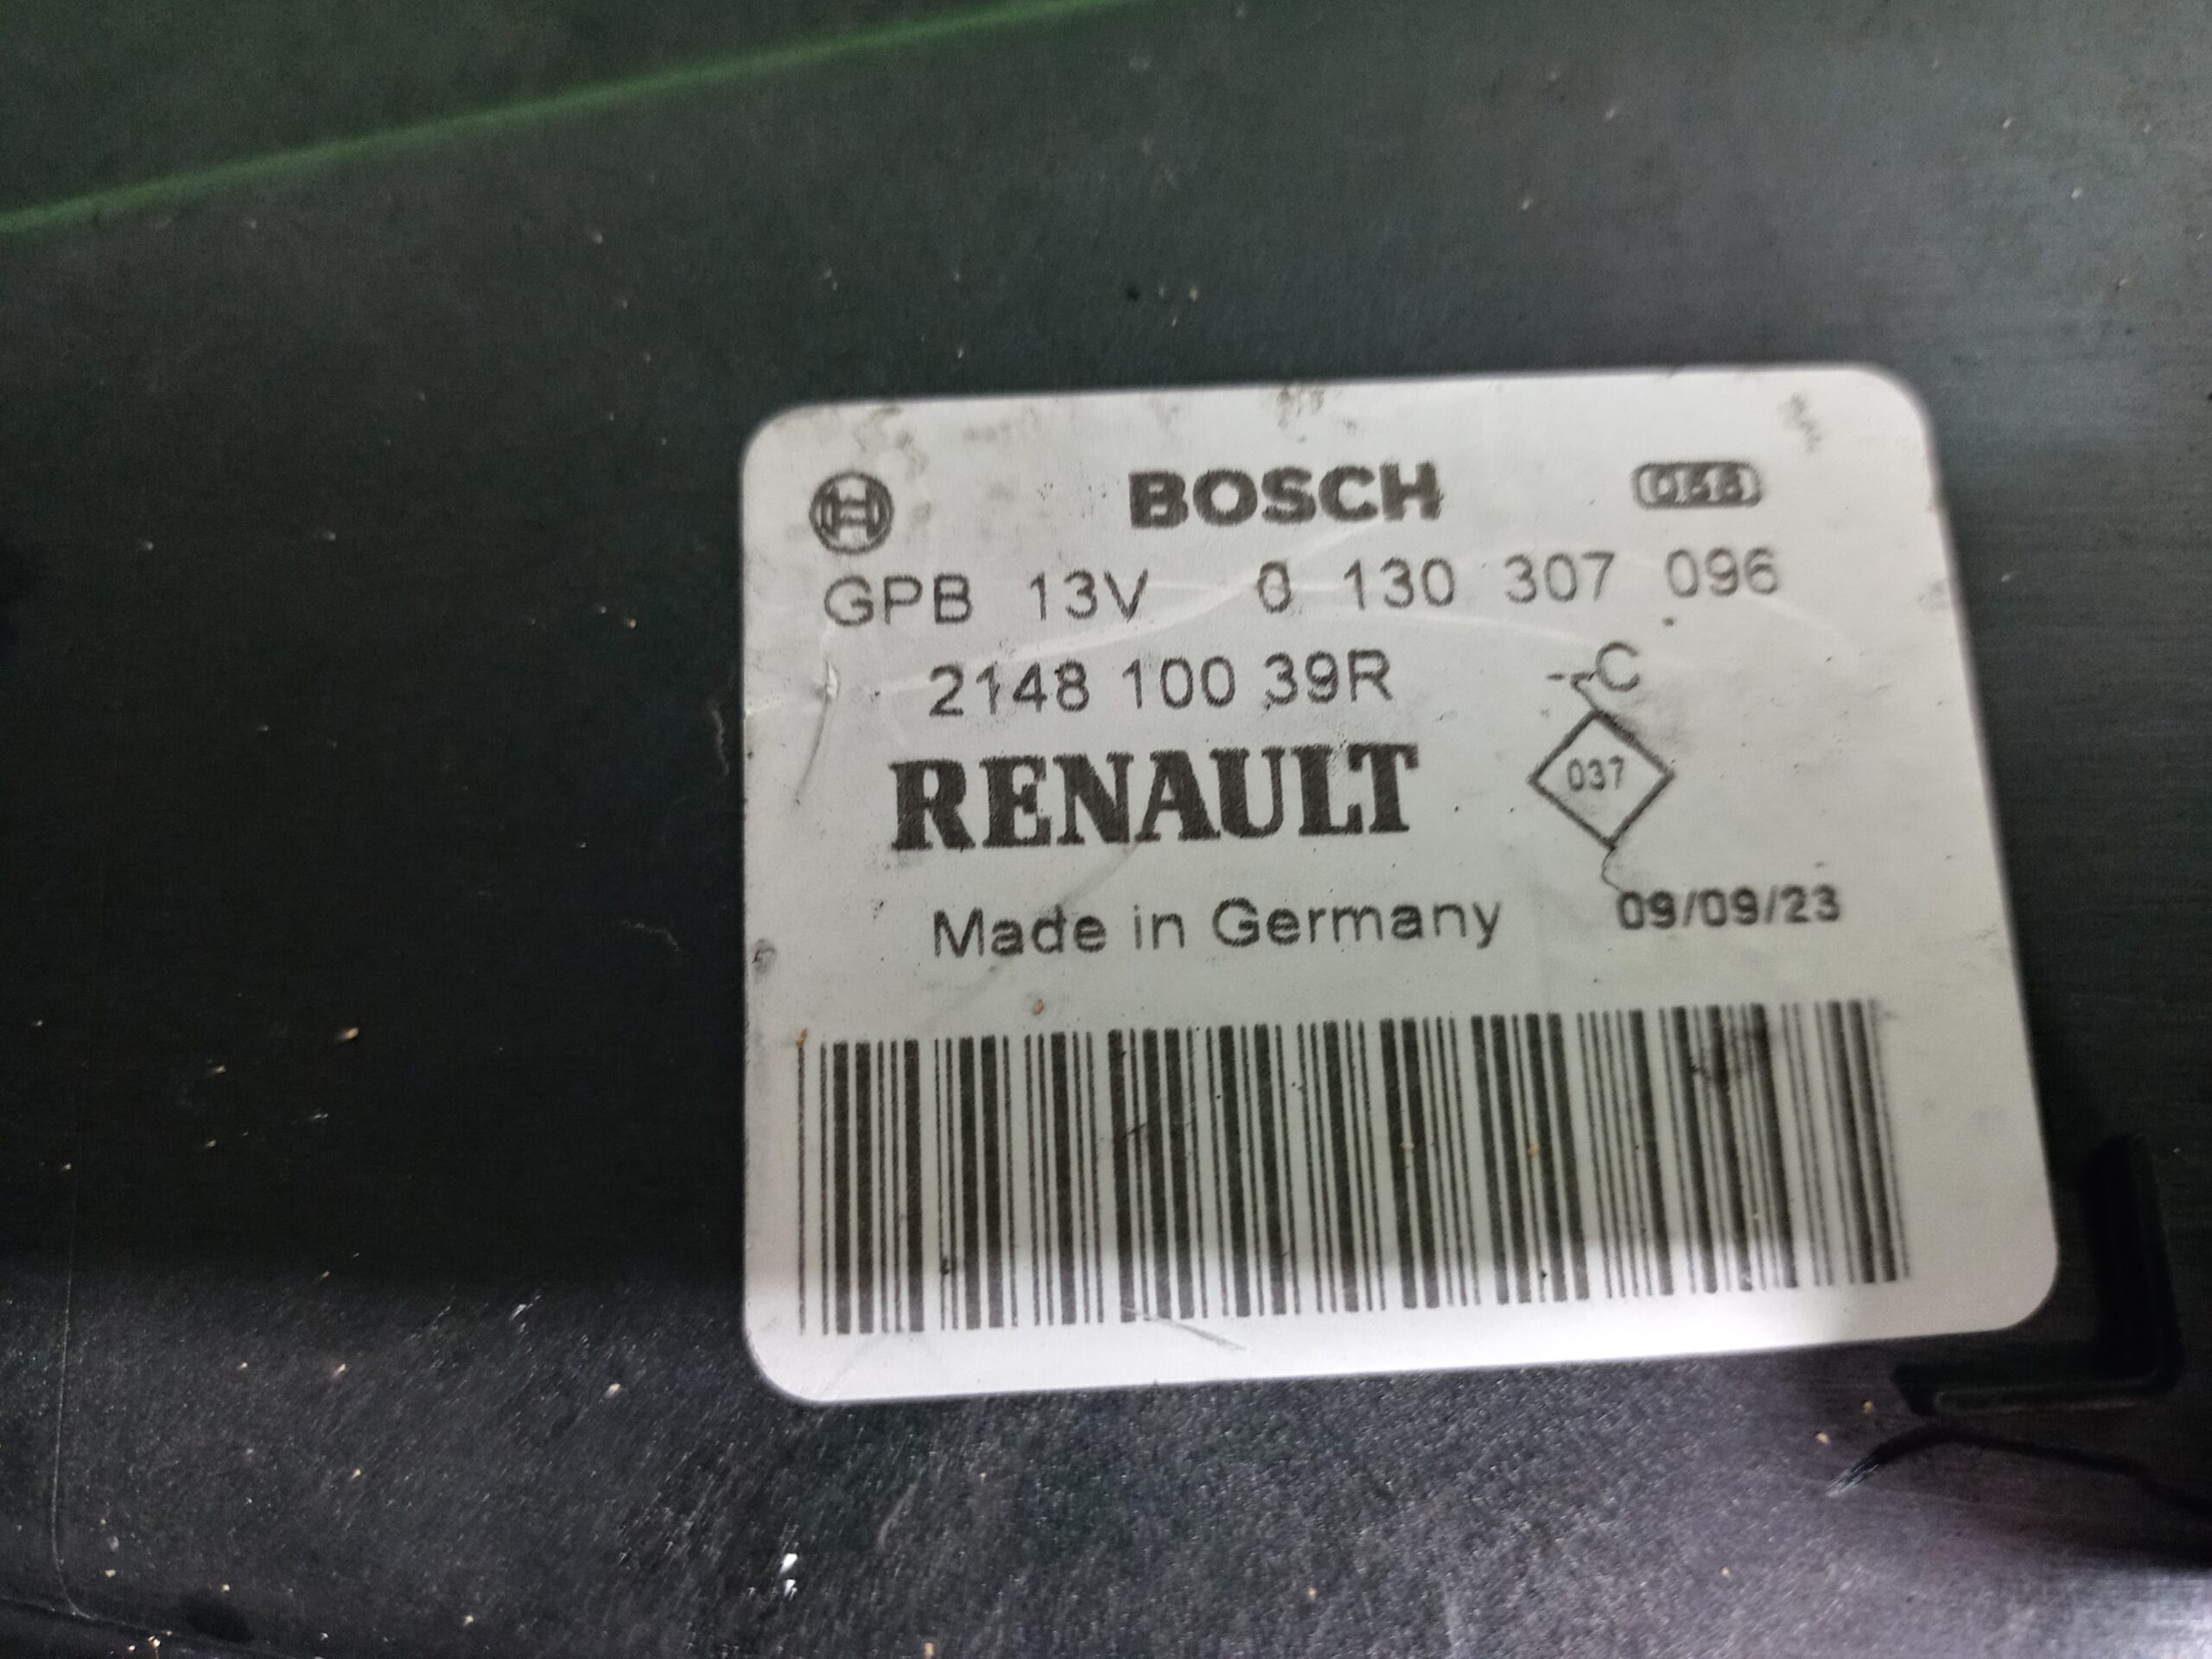 BOSCH
GPB 13V 0 130 307 096
2148 100 39R --C
RENAULT 037
Made in Germany 09/09/23